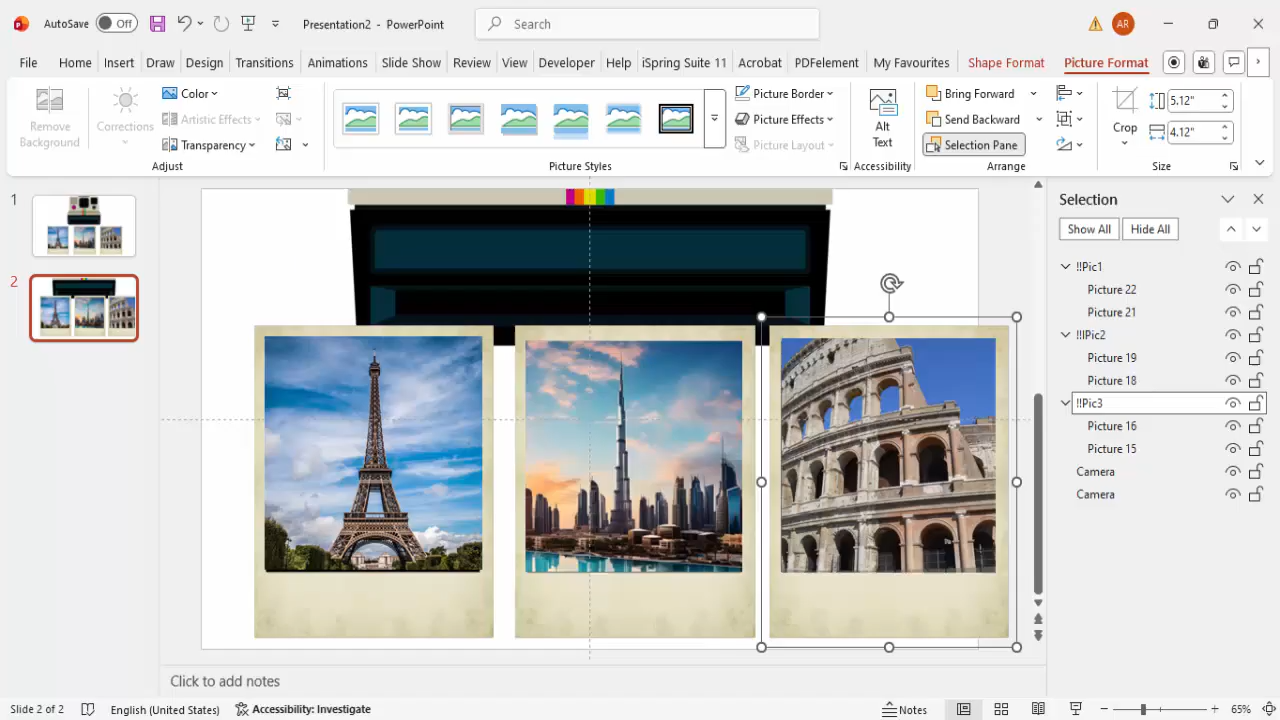 AutoSave Off Presentation2 - PowerPoint Search AR
File Home Insert Draw Design Transitions Animations Slide Show Review View Developer Help iSpring Suite 11 Acrobat PDFelement My Favourites Shape Format Picture Format
Remove Background
Corrections
Color
Artistic Effects
Transparency
Adjust
Picture Styles
Picture Border
Picture Effects
Picture Layout
Alt Text
Accessibility
Bring Forward
Send Backward
Selection Pane
Arrange
Crop
5.12"
4.12"
Size
1
2
Selection
Show All Hide All
!!Pic1
Picture 22
Picture 21
!!!Pic2
Picture 19
Picture 18
!!Pic3
Picture 16
Picture 15
Camera
Camera
Click to add notes
Slide 2 of 2 English (United States) Accessibility: Investigate Notes 65%